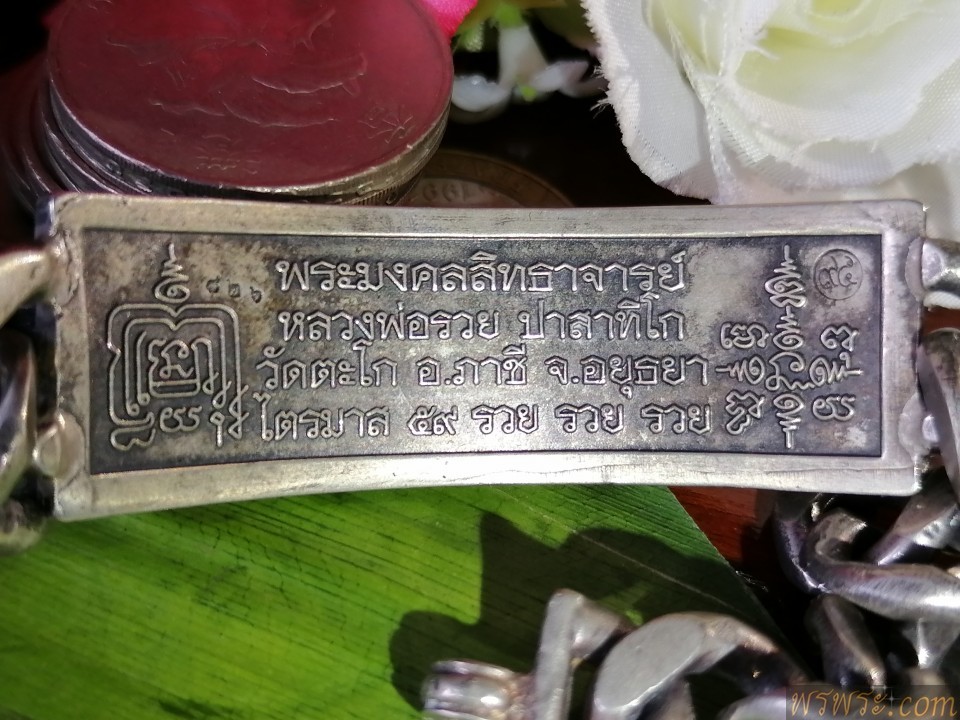 พระมงคลสิทธาจารย์
หลวงพ่อรวย ปาสาทิโก
วัดตะโก อ.ภาชี จ.อยุธยา
ไตรมาส ๕๙ รวย รวย รวย
พรพระ.com